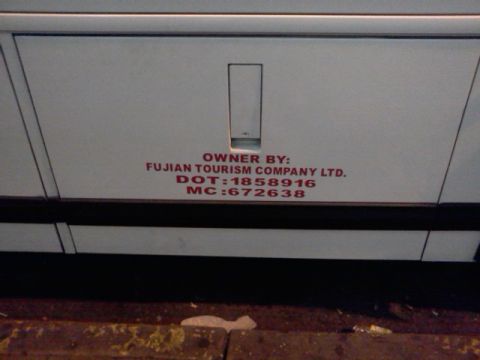 OWNER BY:
FUJIAN TOURISM COMPANY LTD.
DOT:1858916
MC:672638